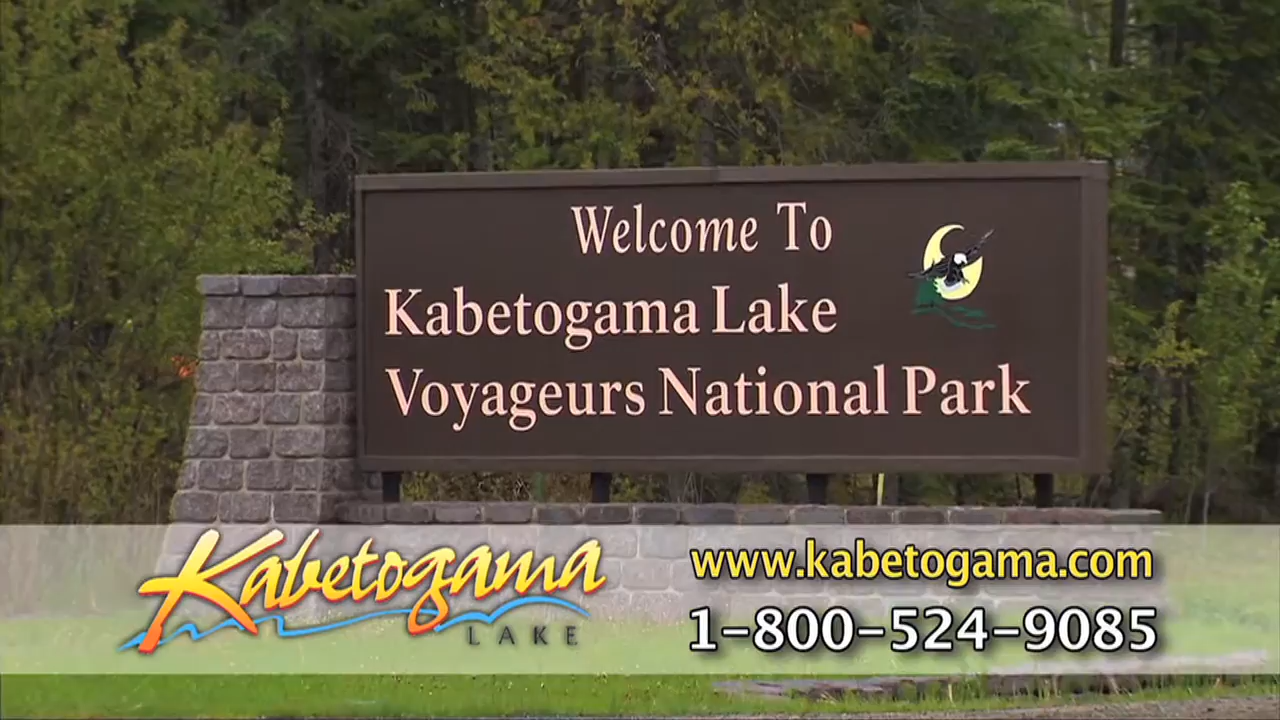 Welcome To
Kabetogama Lake
Voyageurs National Park
Kabetogama
LAKE
www.kabetogama.com
1-800-524-9085